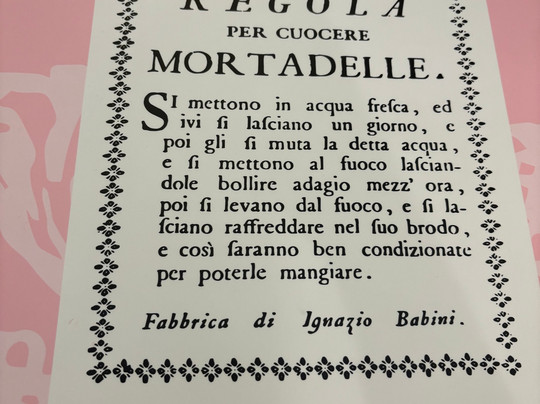 REGOLA
PER CUOCERE
MORTADELLE.
SI mettono in acqua freſca, ed
ivi ſi laſciano un giorno, e
poi gli ſi muta la detta acqua,
e ſi mettono al fuoco laſcian-
dole bollire adagio mezz' ora,
poi ſi levano dal fuoco, e ſi la-
ſciano raffreddare nel ſuo brodo,
e così ſaranno ben condizionate
per poterle mangiare.
Fabbrica di Ignazio Babini.